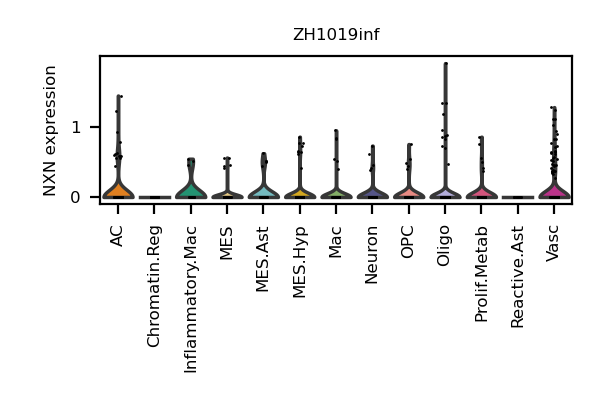 ZH1019inf
NXN expression
1
0
AC
Chromatin.Reg
Inflammatory.Mac
MES
MES.Ast
MES.Hyp
Mac
Neuron
OPC
Oligo
Prolif.Metab
Reactive.Ast
Vasc